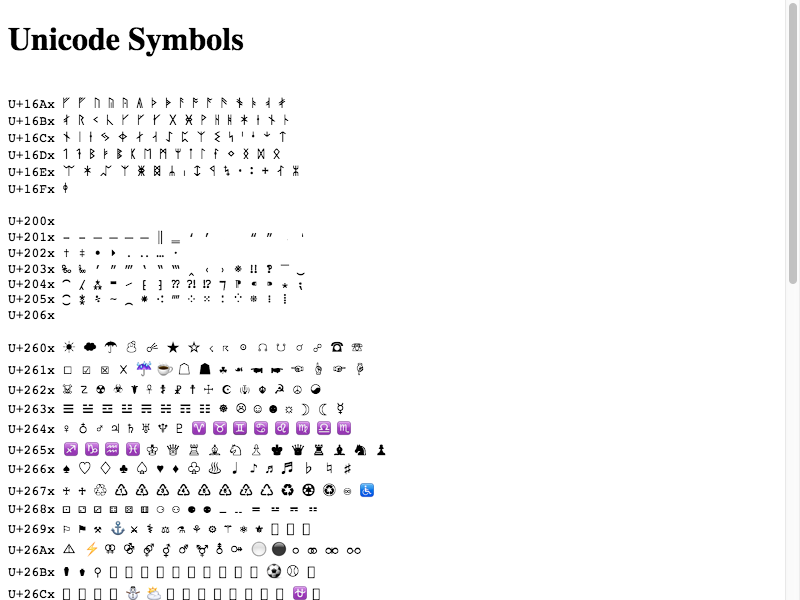 Unicode Symbols
U+16Ax ᚠ ᚡ ᚢ ᚣ ᚤ ᚥ ᚦ ᚧ ᚨ ᚩ ᚪ ᚫ ᚬ ᚭ ᚮ ᚯ
U+16Bx ᚰ ᚱ ᚲ ᚳ ᚴ ᚵ ᚶ ᚷ ᚸ ᚹ ᚺ ᚻ ᚼ ᚽ ᚾ ᚿ
U+16Cx ᛀ ᛁ ᛂ ᛃ ᛄ ᛅ ᛆ ᛇ ᛈ ᛉ ᛊ ᛋ ᛌ ᛍ ᛎ ᛏ
U+16Dx ᛐ ᛑ ᛒ ᛓ ᛔ ᛕ ᛖ ᛗ ᛘ ᛙ ᛚ ᛛ ᛜ ᛝ ᛞ ᛟ
U+16Ex ᛠ ᛡ ᛢ ᛣ ᛤ ᛥ ᛦ ᛧ ᛨ ᛩ ᛪ ᛫ ᛬ ᛭ ᛮ ᛯ
U+16Fx ᛰ
U+200x
U+201x ‐ ‑ ‒ – — ― ‖ ‗ ‘ ’ “ ”
U+202x † ‡ • ‣ ․ ‥ … ‧
U+203x ‰ ‱ ′ ″ ‴ ‵ ‶ ‷ ‸ ‹ › ※ ‼ ‽ ‾ ‿
U+204x ⁀ ⁁ ⁂ ⁃ ⁄ ⁅ ⁆ ⁇ ⁈ ⁉ ⁊ ⁋ ⁌ ⁍ ⁎ ⁏
U+205x ⁐ ⁑ ⁒ ⁓ ⁔ ⁕ ⁖ ⁗ ⁘ ⁙ ⁚ ⁛ ⁜ ⁝ ⁞
U+206x
U+260x ☀ ☁ ☂ ☃ ☄ ★ ☆ ☇ ☈ ☉ ☊ ☋ ☌ ☍ ☎ ☏
U+261x ☐ ☑ ☒ ☓ ☔ ☕ ☖ ☗ ☘ ☙ ☚ ☛ ☜ ☝ ☞ ☟
U+262x ☠ ☡ ☢ ☣ ☤ ☥ ☦ ☧ ☨ ☩ ☪ ☫ ☬ ☭ ☮ ☯
U+263x ☰ ☱ ☲ ☳ ☴ ☵ ☶ ☷ ☸ ☹ ☺ ☻ ☼ ☽ ☾ ☿
U+264x ♀ ♁ ♂ ♃ ♄ ♅ ♆ ♇ ♈ ♉ ♊ ♋ ♌ ♍ ♎ ♏
U+265x ♐ ♑ ♒ ♓ ♔ ♕ ♖ ♗ ♘ ♙ ♚ ♛ ♜ ♝ ♞ ♟
U+266x ♠ ♡ ♢ ♣ ♤ ♥ ♦ ♧ ♨ ♩ ♪ ♫ ♬ ♭ ♮ ♯
U+267x ♰ ♱ ♲ ♳ ♴ ♵ ♶ ♷ ♸ ♹ ♺ ♻ ♼ ♽ ♾ ♿
U+268x ⚀ ⚁ ⚂ ⚃ ⚄ ⚅ ⚆ ⚇ ⚈ ⚉ ⚊ ⚋ ⚌ ⚍ ⚎ ⚏
U+269x ⚐ ⚑ ⚒ ⚓ ⚔ ⚕ ⚖ ⚗ ⚘ ⚙ ⚚ ⚛ ⚜
U+26Ax ⚠ ⚡ ⚢ ⚣ ⚤ ⚥ ⚦ ⚧ ⚨ ⚩ ⚪ ⚫ ⚬ ⚭ ⚮ ⚯
U+26Bx ⚰ ⚱ ⚲ ⚽ ⚾
U+26Cx ⛄ ⛅ ⛎